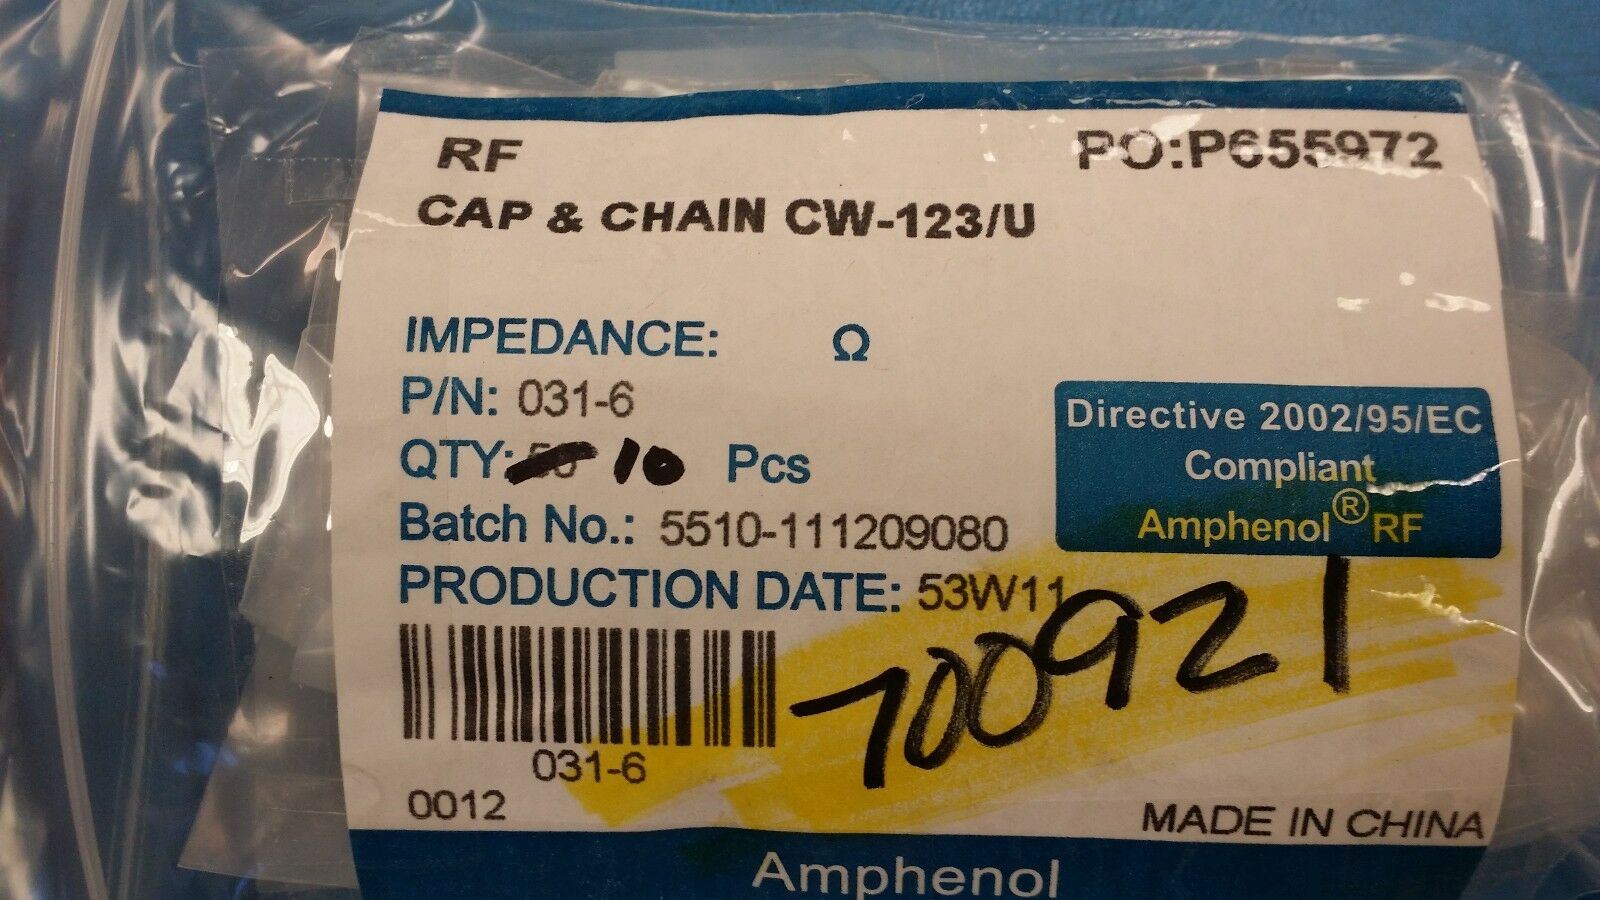 RF
PO:P655972
CAP & CHAIN CW-123/U
IMPEDANCE: Ω
P/N: 031-6
QTY: 50 10 Pcs
Batch No.: 5510-111209080
PRODUCTION DATE: 53W11
Directive 2002/95/EC
Compliant
Amphenol® RF
700921
031-6
0012
MADE IN CHINA
Amphenol